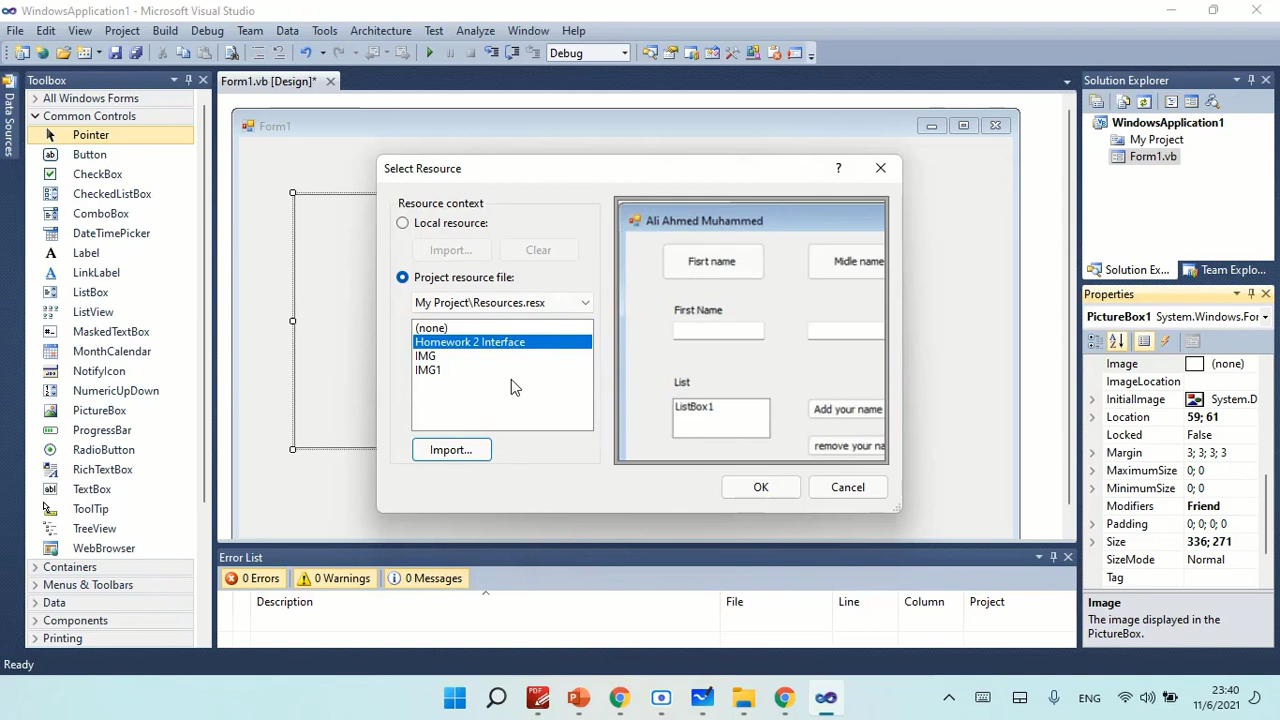 WindowsApplication1 - Microsoft Visual Studio
File Edit View Project Build Debug Team Data Tools Architecture Test Analyze Window Help
Debug
Data Sources
Toolbox
All Windows Forms
Common Controls
Pointer
Button
CheckBox
CheckedListBox
ComboBox
DateTimePicker
Label
LinkLabel
ListBox
ListView
MaskedTextBox
MonthCalendar
NotifyIcon
NumericUpDown
PictureBox
ProgressBar
RadioButton
RichTextBox
TextBox
ToolTip
TreeView
WebBrowser
Containers
Menus & Toolbars
Data
Components
Printing
Form1.vb [Design]*
Form1
Select Resource
?
Resource context
Local resource:
Import... Clear
Project resource file:
My Project\Resources.resx
(none)
Homework 2 Interface
IMG
IMG1
Import...
Ali Ahmed Muhammed
Fisrt name Midle name
First Name
List
ListBox1
Add your name
remove your na
OK Cancel
Error List
0 Errors 0 Warnings 0 Messages
Description File Line Column Project
Solution Explorer
WindowsApplication1
My Project
Form1.vb
Solution Ex... Team Explo...
Properties
PictureBox1 System.Windows.For
Image (none)
ImageLocation
InitialImage System.D
Location 59; 61
Locked False
Margin 3; 3; 3; 3
MaximumSize 0; 0
MinimumSize 0; 0
Modifiers Friend
Padding 0; 0; 0; 0
Size 336; 271
SizeMode Normal
Tag
Image
The image displayed in the
PictureBox.
Ready
PDF
ENG
23:40
11/6/2021